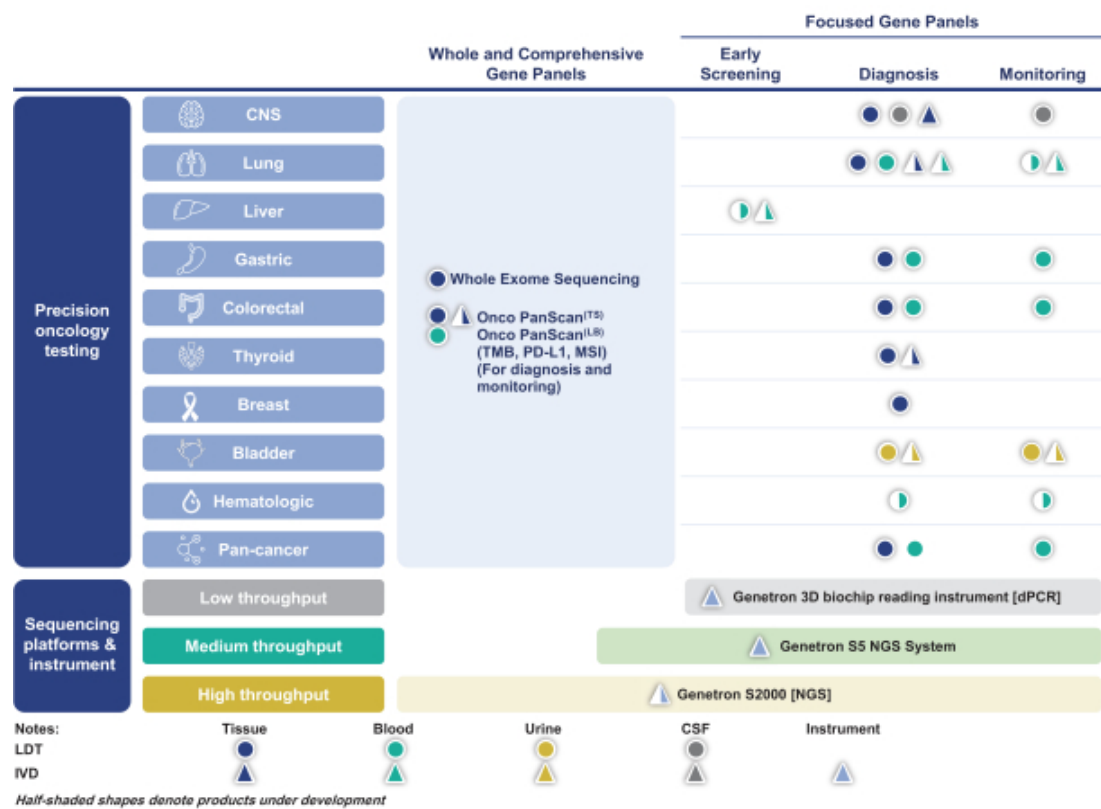 Focused Gene Panels
Whole and Comprehensive
Gene Panels
Early
Screening
Diagnosis
Monitoring
Precision
oncology
testing
CNS
Lung
Liver
Gastric
Colorectal
Thyroid
Breast
Bladder
Hematologic
Pan-cancer
Whole Exome Sequencing
Onco PanScan(TS)
Onco PanScan(LB)
(TMB, PD-L1, MSI)
(For diagnosis and
monitoring)
Sequencing
platforms &
instrument
Low throughput
Genetron 3D biochip reading instrument [dPCR]
Medium throughput
Genetron S5 NGS System
High throughput
Genetron S2000 [NGS]
Notes:
Tissue
Blood
Urine
CSF
Instrument
LDT
IVD
Half-shaded shapes denote products under development